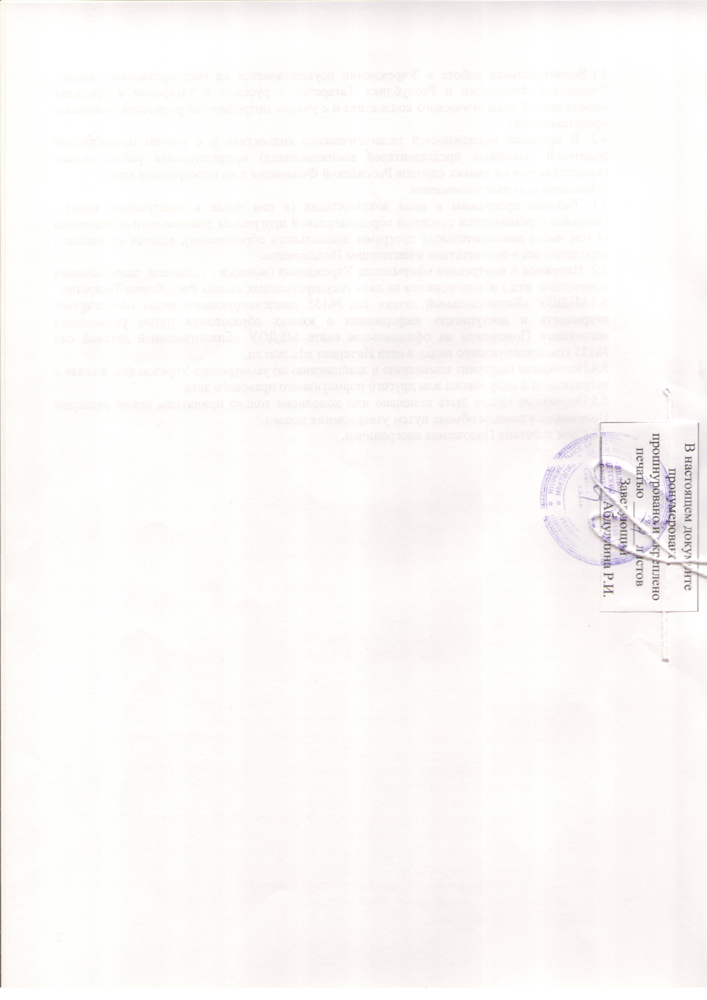 4.1.Воспитательная работа в Учреждении осуществляется на государственных языках
Российской Федерации и Республики Татарстан – русском и татарском в пределах
возможностей педагогического коллектива и с учетом потребностей родителей (законных
представителей).
4.2. В пределах возможностей педагогического коллектива и с учетом потребностей
родителей (законных представителей воспитанников) воспитательная работа может
осуществляться на языках народов Российской Федерации и на иностранном языке.
5.Заключительные положения
5.1. Рабочие программы и иная документация (в том числе в электронном виде) ,
связанная с реализацией основной образовательной программы дошкольного образования
(в том числе дополнительных программ дошкольного образования), ведется на языках ,
определенных в соответствии с настоящим Положением.
5.2. Наружное и внутреннее оформление Учреждения (вывески , указатели, наименования
помещений итд.) обеспечивается на двух государственных языках Республики Татарстан
5.3.МБДОУ «Билингвальный детски сад №155 компенсирующего вида» обеспечивает
открытость и доступность информации о языках образования путем размещения
настоящего Положения на официальном сайте МБДОУ «Билингвальный детский сад
№155 компенсирующего вида» в сети Интернет edu.tatar.ru.
5.4.Положение подлежит изменению и дополнению по усмотрению Учреждения, в связи с
вступлением в силу закона или другого нормативного правового акта.
5.5.Положение может быть изменено или дополнено только принятием новой редакции
Положения в полном объеме путем утверждения нового.
Срок действия Положения неограничен.
В настоящем документе
пронумеровано,
прошнуровано и скреплено
печатью листов
Заведующий
Абдуллина Р.И.